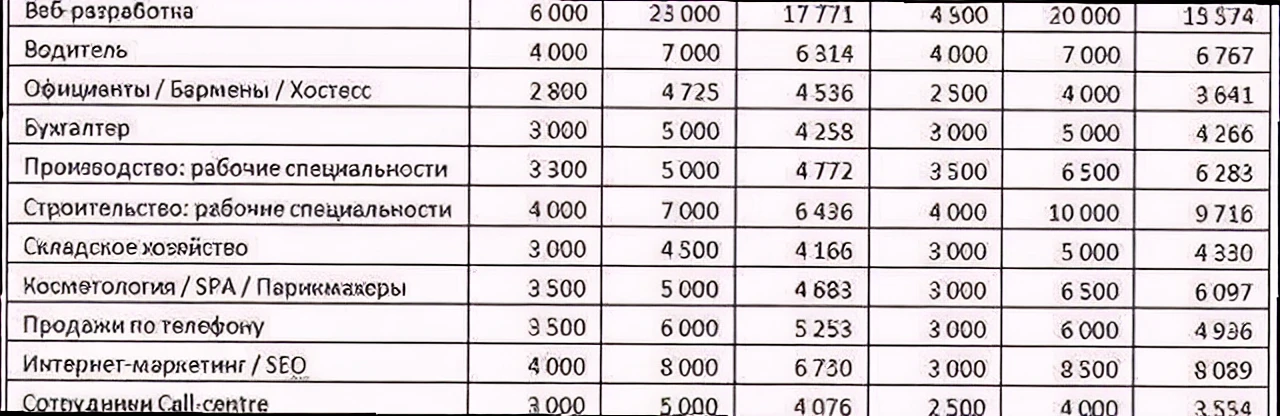 Веб-разработка 6 000 23 000 17 771 4 500 20 000 15 574
Водитель 4 000 7 000 6 314 4 000 7 000 6 767
Официанты / Бармены / Хостесс 2 800 4 725 4 536 2 500 4 000 3 641
Бухгалтер 3 000 5 000 4 258 3 000 5 000 4 266
Производство: рабочие специальности 3 300 5 000 4 772 3 500 6 500 6 283
Строительство: рабочие специальности 4 000 7 000 6 436 4 000 10 000 9 716
Складское хозяйство 3 000 4 500 4 166 3 000 5 000 4 330
Косметология / SPA / Парикмахеры 3 500 5 000 4 683 3 000 6 500 6 097
Продажи по телефону 3 500 6 000 5 253 3 000 6 000 4 936
Интернет-маркетинг / SEO 4 000 8 000 6 730 3 000 8 500 8 089
Сотрудники Call-centre 3 000 5 000 4 076 2 500 4 000 3 554